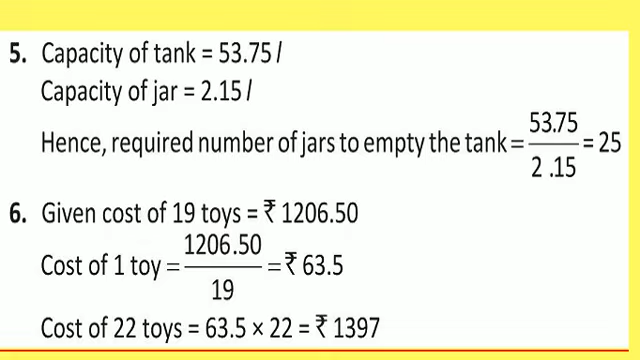 5. Capacity of tank = 53.75 l
Capacity of jar = 2.15 l
Hence, required number of jars to empty the tank = 53.75 / 2 .15 = 25
6. Given cost of 19 toys = ₹ 1206.50
Cost of 1 toy = 1206.50 / 19 = ₹ 63.5
Cost of 22 toys = 63.5 × 22 = ₹ 1397